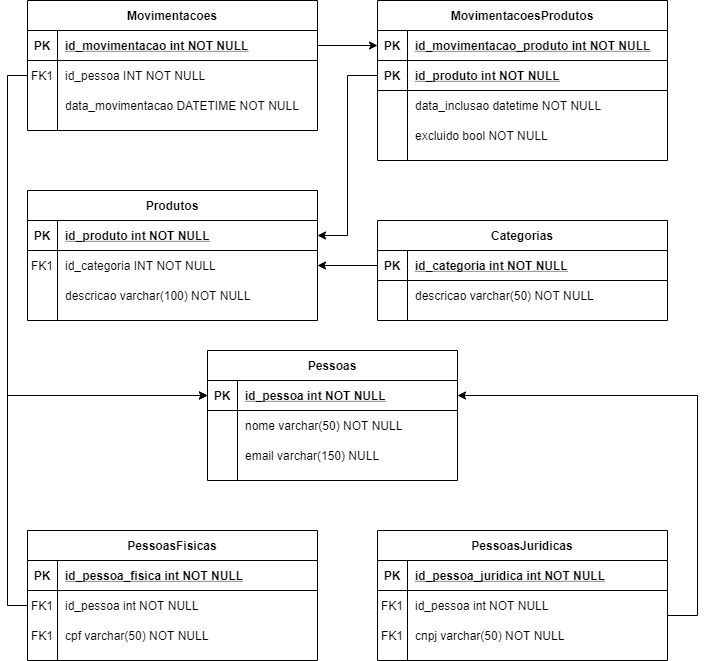 Movimentacoes
PK id_movimentacao int NOT NULL
FK1 id_pessoa INT NOT NULL
data_movimentacao DATETIME NOT NULL
MovimentacoesProdutos
PK id_movimentacao_produto int NOT NULL
PK id_produto int NOT NULL
data_inclusao datetime NOT NULL
excluido bool NOT NULL
Produtos
PK id_produto int NOT NULL
FK1 id_categoria INT NOT NULL
descricao varchar(100) NOT NULL
Categorias
PK id_categoria int NOT NULL
descricao varchar(50) NOT NULL
Pessoas
PK id_pessoa int NOT NULL
nome varchar(50) NOT NULL
email varchar(150) NULL
PessoasFisicas
PK id_pessoa_fisica int NOT NULL
FK1 id_pessoa int NOT NULL
FK1 cpf varchar(50) NOT NULL
PessoasJuridicas
PK id_pessoa_juridica int NOT NULL
FK1 id_pessoa int NOT NULL
FK1 cnpj varchar(50) NOT NULL